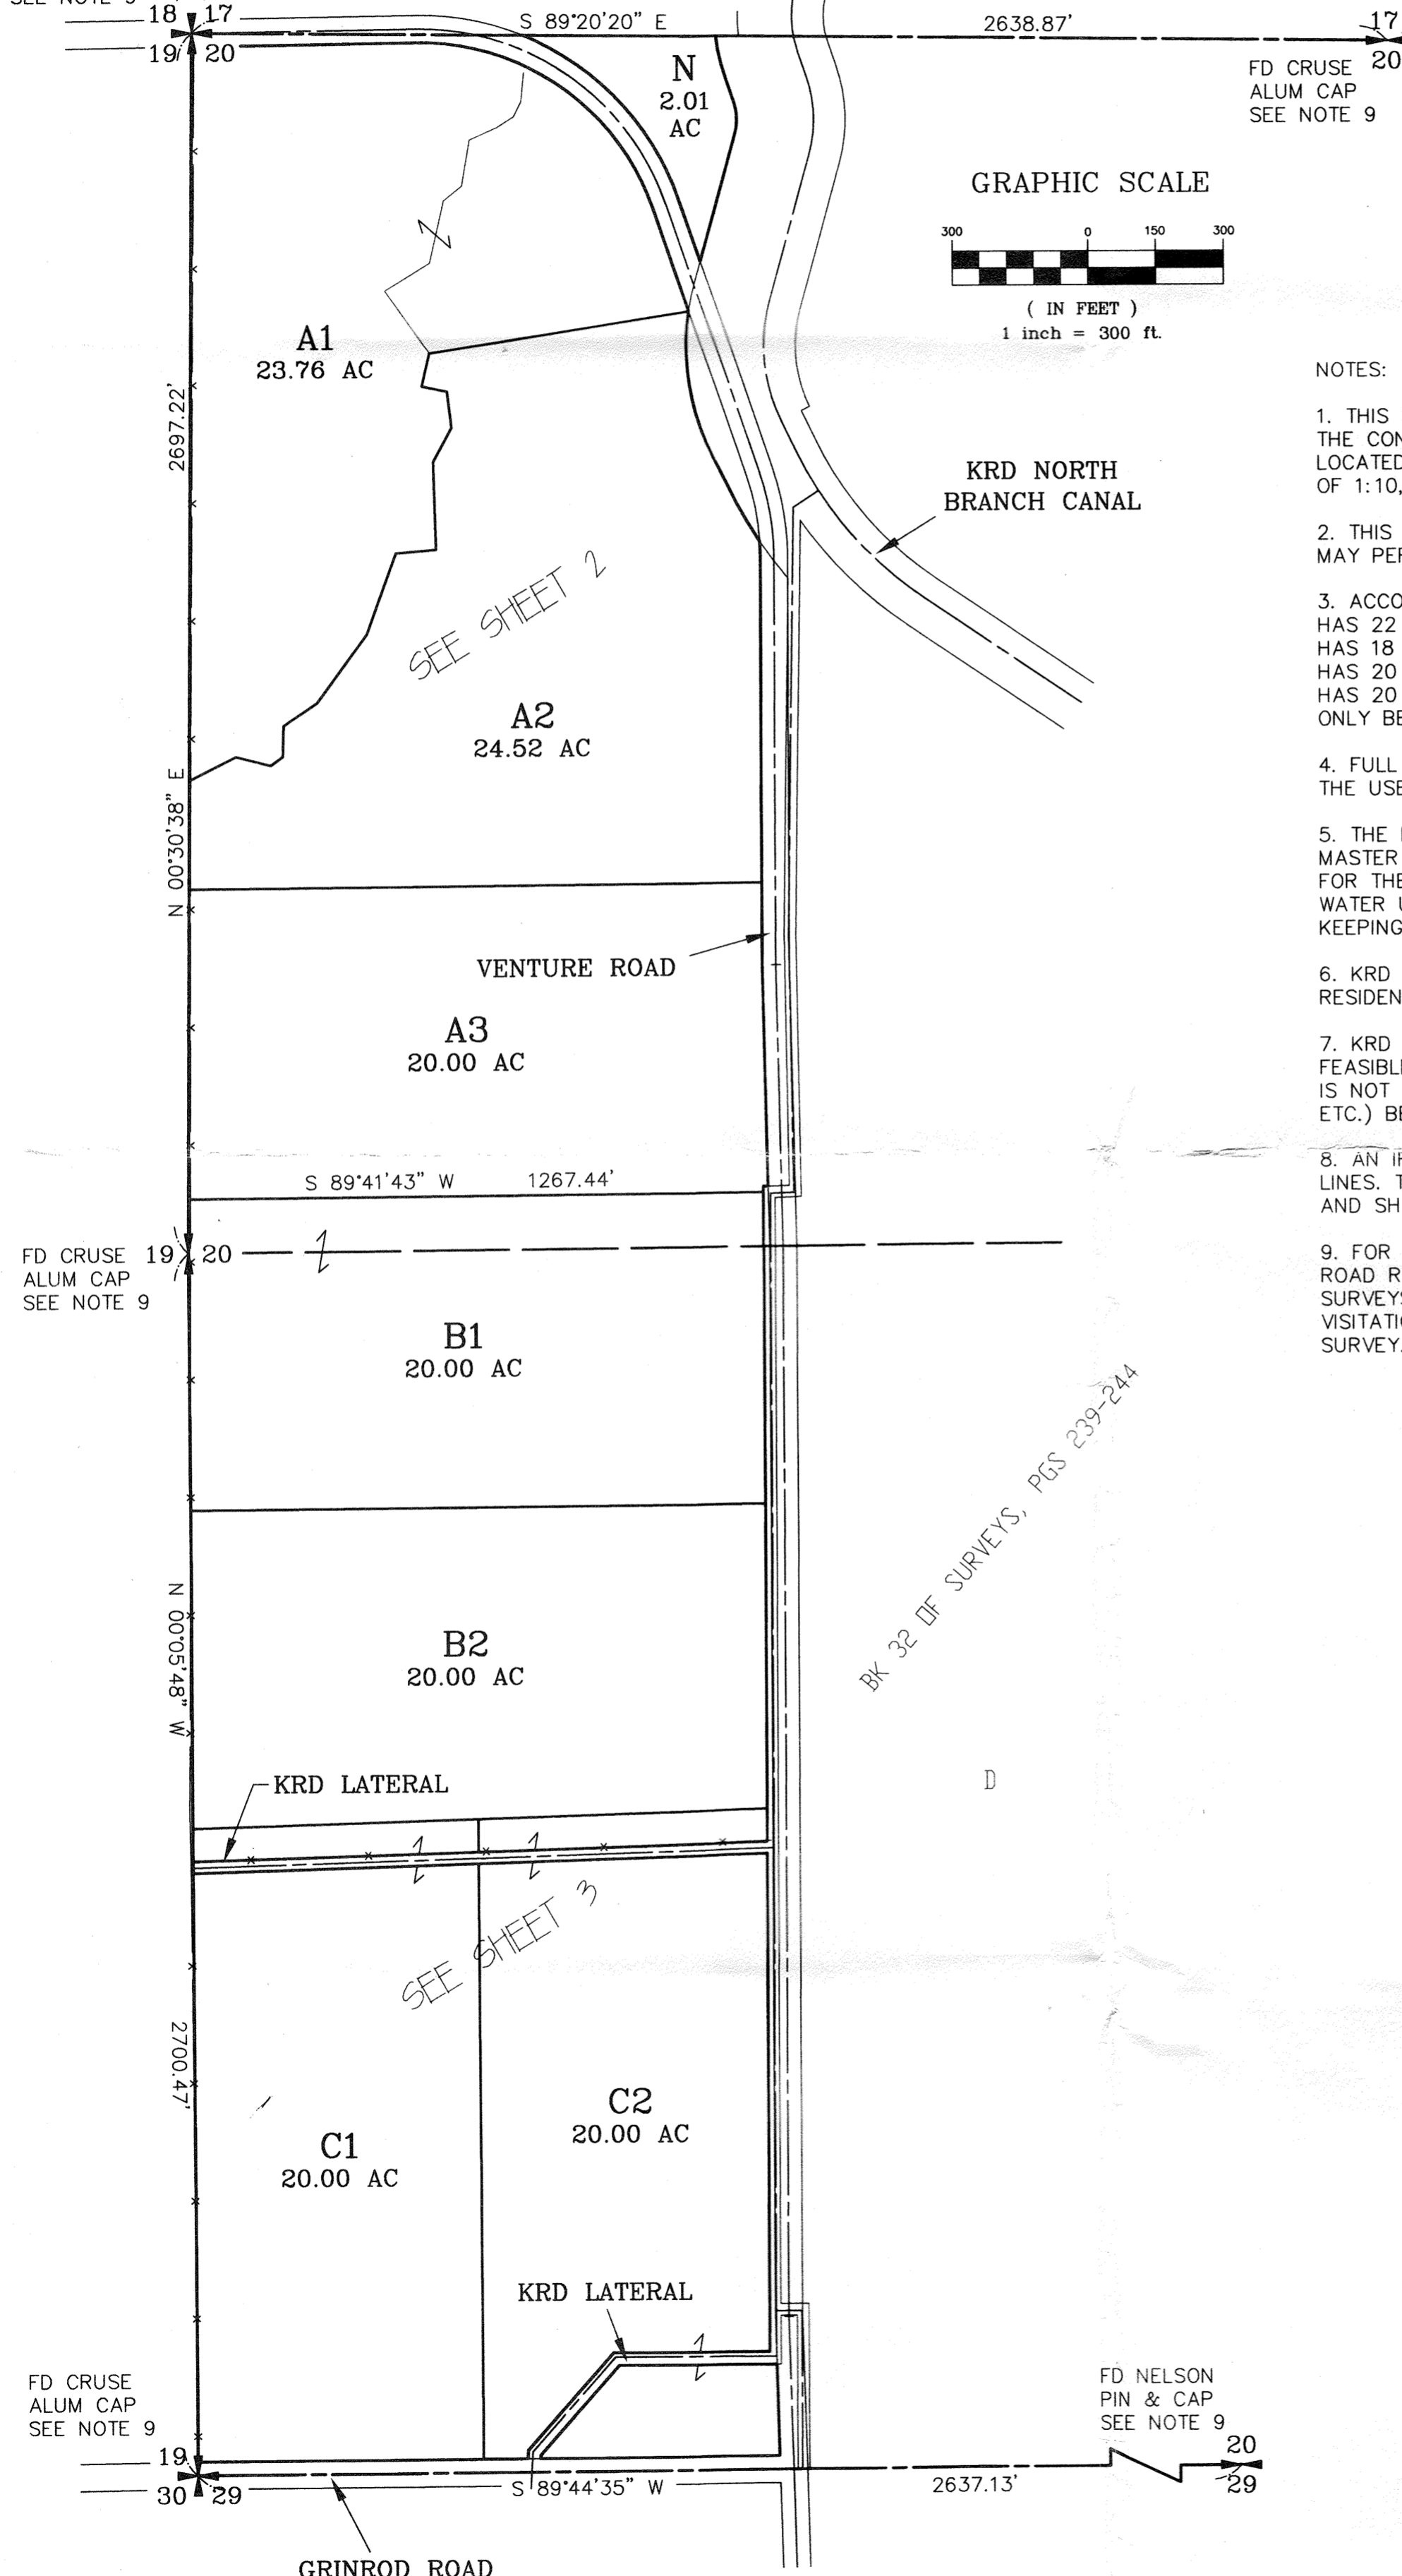 18 17
S 89°20'20" E
2638.87'
17
19 20
20
FD CRUSE
ALUM CAP
SEE NOTE 9
N
2.01
AC
GRAPHIC SCALE
300 0 150 300
( IN FEET )
1 inch = 300 ft.
A1
23.76 AC
2697.22'
N 00°30'38" E
KRD NORTH
BRANCH CANAL
SEE SHEET 2
A2
24.52 AC
VENTURE ROAD
A3
20.00 AC
S 89°41'43" W 1267.44'
FD CRUSE
ALUM CAP
SEE NOTE 9
19 20
B1
20.00 AC
BK 32 OF SURVEYS, PGS 239-244
N 00°05'48" W
B2
20.00 AC
D
KRD LATERAL
SEE SHEET 3
2700.47'
C1
20.00 AC
C2
20.00 AC
KRD LATERAL
FD CRUSE
ALUM CAP
SEE NOTE 9
FD NELSON
PIN & CAP
SEE NOTE 9
19
20
30 29
S 89°44'35" W
2637.13'
29
GRINROD ROAD
NOTES:
1. THIS
THE CON
LOCATED
OF 1:10,
2. THIS
MAY PER
3. ACCO
HAS 22
HAS 18
HAS 20
HAS 20
ONLY BE
4. FULL
THE USE
5. THE
MASTER
FOR THE
WATER U
KEEPING
6. KRD
RESIDEN
7. KRD
FEASIBLE
IS NOT
ETC.) BE
8. AN IR
LINES. T
AND SH
9. FOR
ROAD R
SURVEYS
VISITATIO
SURVEY.